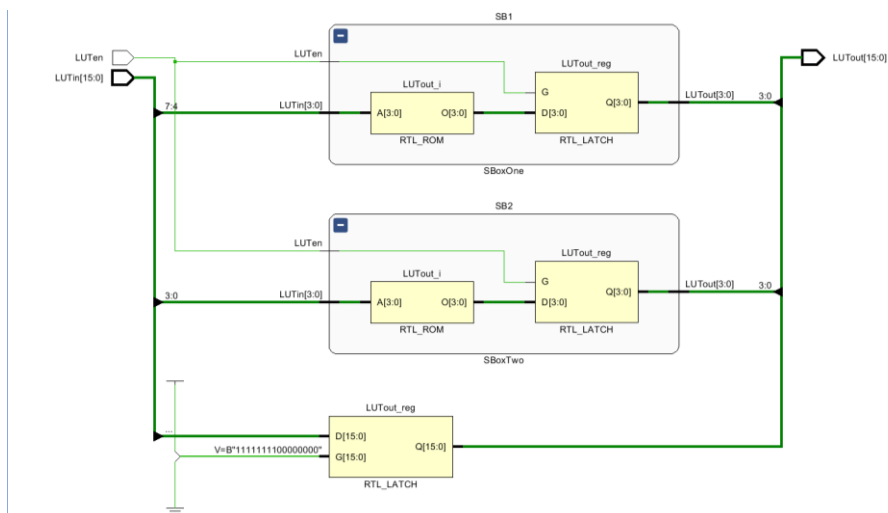 SB1
LUTen
LUTin[15:0]
LUTen
LUTout_i
LUTout_reg
LUTout[15:0]
7:4
LUTin[3:0]
A[3:0]
O[3:0]
G
D[3:0]
Q[3:0]
LUTout[3:0]
3:0
RTL_ROM
RTL_LATCH
SBoxOne
SB2
LUTen
LUTout_i
LUTout_reg
3:0
LUTin[3:0]
A[3:0]
O[3:0]
G
D[3:0]
Q[3:0]
LUTout[3:0]
3:0
RTL_ROM
RTL_LATCH
SBoxTwo
LUTout_reg
...
D[15:0]
V=B"1111111100000000"
G[15:0]
Q[15:0]
RTL_LATCH